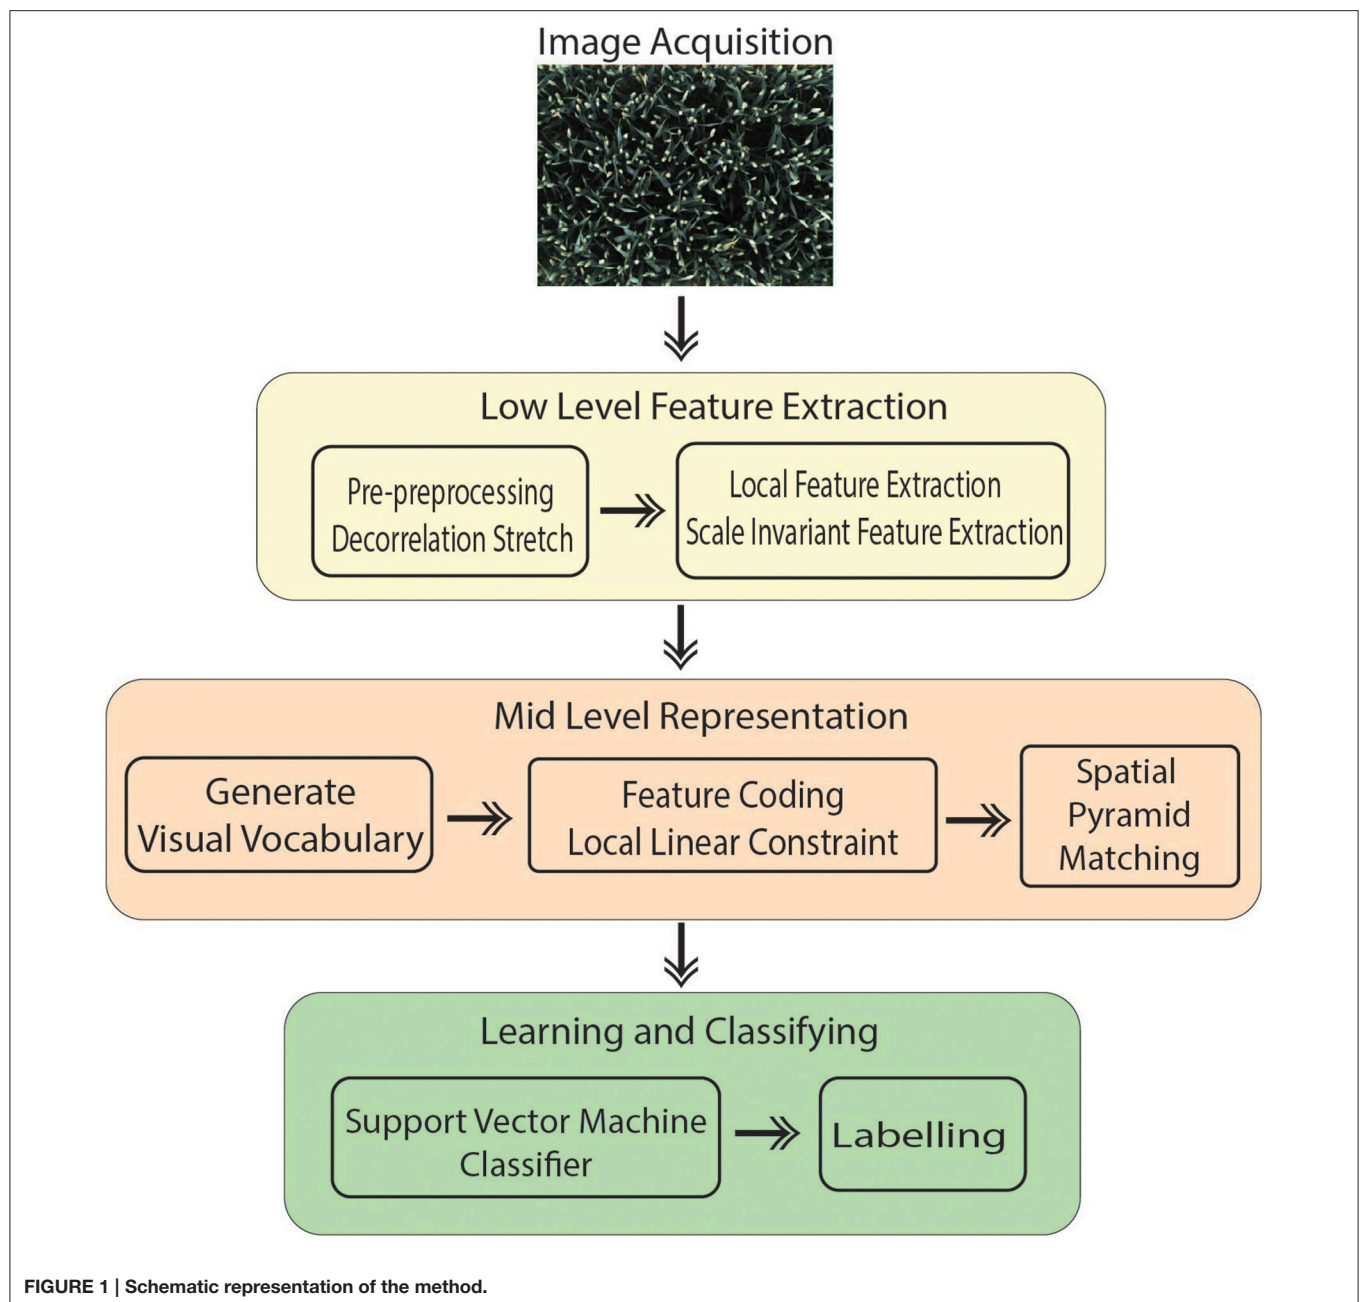 Image Acquisition
Low Level Feature Extraction
Pre-preprocessing
Decorrelation Stretch
Local Feature Extraction
Scale Invariant Feature Extraction
Mid Level Representation
Generate
Visual Vocabulary
Feature Coding
Local Linear Constraint
Spatial
Pyramid
Matching
Learning and Classifying
Support Vector Machine
Classifier
Labelling
FIGURE 1 | Schematic representation of the method.